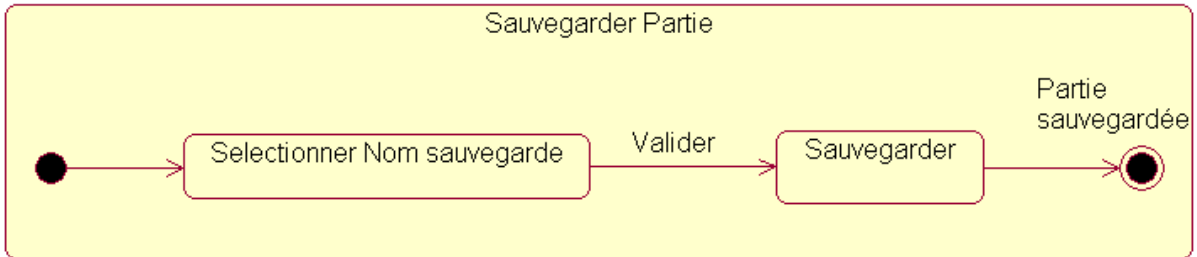 Sauvegarder Partie
Partie
sauvegardée
Selectionner Nom sauvegarde
Valider
Sauvegarder